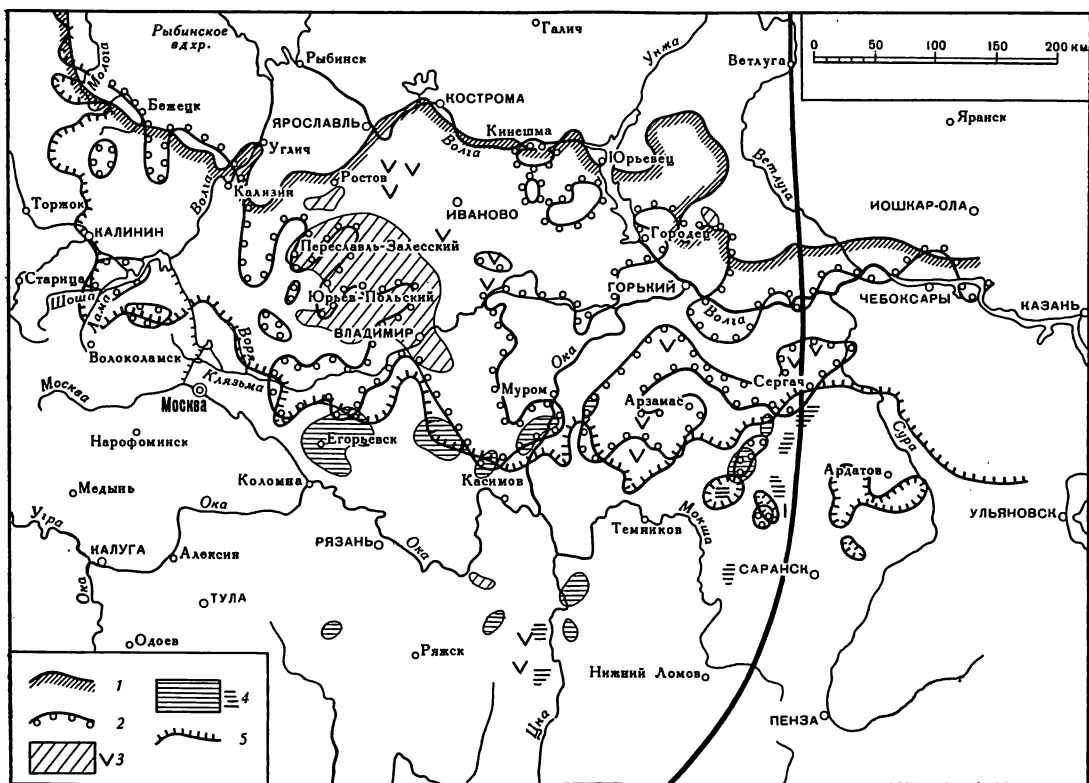 Галич
Рыбинское
вдхр.
Рыбинск
Унжа
Ветлуга
0 50 100 200 км
Молога
Бежецк
КОСТРОМА
ЯРОСЛАВЛЬ
Волга
Кинешма
Яранск
Углич
Юрьевец
Ветлуга
Волга
Калязин
Ростов
Торжок
ИВАНОВО
ЙОШКАР-ОЛА
КАЛИНИН
Городец
Переславль-Залесский
Старица
Шоша
Лама
Юрьев-Польский
ГОРЬКИЙ
ЧЕБОКСАРЫ
КАЗАНЬ
Волга
ВЛАДИМИР
Воря
Волоколамск
Ока
Клязьма
Сергач
Москва
Москва
Муром
Арзамас
Нарофоминск
Егорьевск
Сура
Медынь
Коломна
Касимов
Ардатов
Ока
Мокша
Угра
Темников
УЛЬЯНОВСК
КАЛУГА
Алексин
РЯЗАНЬ
Ока
САРАНСК
Ока
ТУЛА
Одоев
Ряжск
Нижний Ломов
Цна
ПЕНЗА
1
2
3
4
5